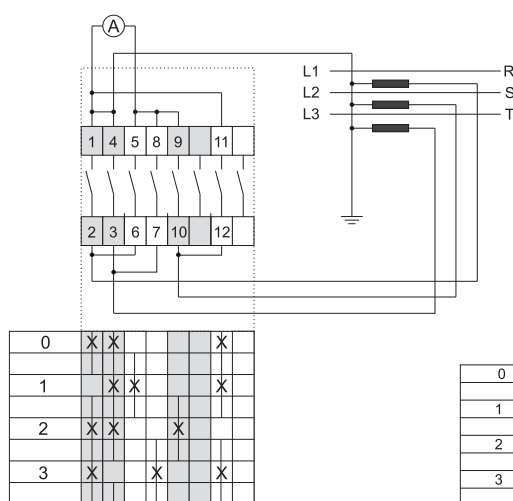 A
L1 R
L2 S
L3 T
1 4 5 8 9 11
2 3 6 7 10 12
0 X X X
1 X X X
2 X X X
3 X X X
0
1
2
3